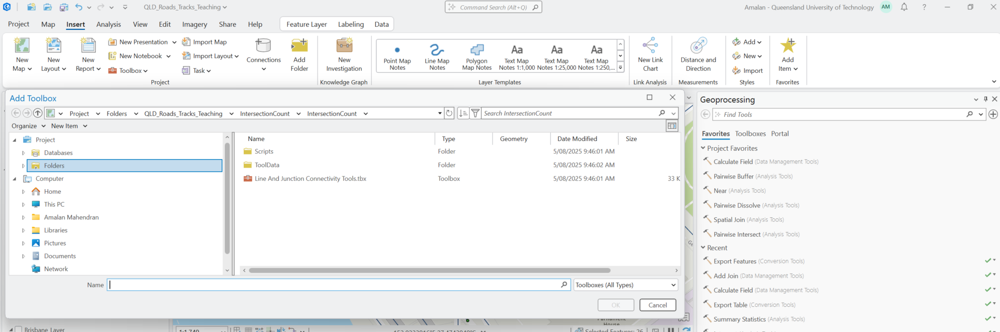 QLD_Roads_Tracks_Teaching
Command Search (Alt+Q)
Amalan - Queensland University of Technology
AM
?
Project
Map
Insert
Analysis
View
Edit
Imagery
Share
Help
Feature Layer
Labeling
Data
New Map
New Layout
New Report
New Presentation
New Notebook
Toolbox
Import Map
Import Layout
Task
Connections
Add Folder
Project
New Investigation
Knowledge Graph
Point Map Notes
Line Map Notes
Polygon Map Notes
Aa
Text Map Notes 1:1,000
Aa
Text Map Notes 1:25,000
Aa
Text Map Notes 1:250,...
Layer Templates
New Link Chart
Link Analysis
Distance and Direction
Measurements
Add
New
Import
Styles
Add Item
Favorites
Add Toolbox
Project
Folders
QLD_Roads_Tracks_Teaching
IntersectionCount
IntersectionCount
Search IntersectionCount
Organize
New Item
Project
Databases
Folders
Computer
Home
This PC
Amalan Mahendran
Libraries
Pictures
Documents
Network
Name Type Geometry Date Modified Size
Scripts Folder 5/08/2025 9:46:01 AM
ToolData Folder 5/08/2025 9:46:02 AM
Line And Junction Connectivity Tools.tbx Toolbox 5/08/2025 9:46:01 AM 33 K
Name
Toolboxes (All Types)
OK
Cancel
Geoprocessing
Find Tools
Favorites Toolboxes Portal
Project Favorites
Calculate Field (Data Management Tools)
Pairwise Buffer (Analysis Tools)
Near (Analysis Tools)
Pairwise Dissolve (Analysis Tools)
Spatial Join (Analysis Tools)
Pairwise Intersect (Analysis Tools)
Recent
Export Features (Conversion Tools)
Add Join (Data Management Tools)
Calculate Field (Data Management Tools)
Export Table (Conversion Tools)
Summary Statistics (Analysis Tools)
Brisbane Layer
House
1:1,749
Selected Features: 26